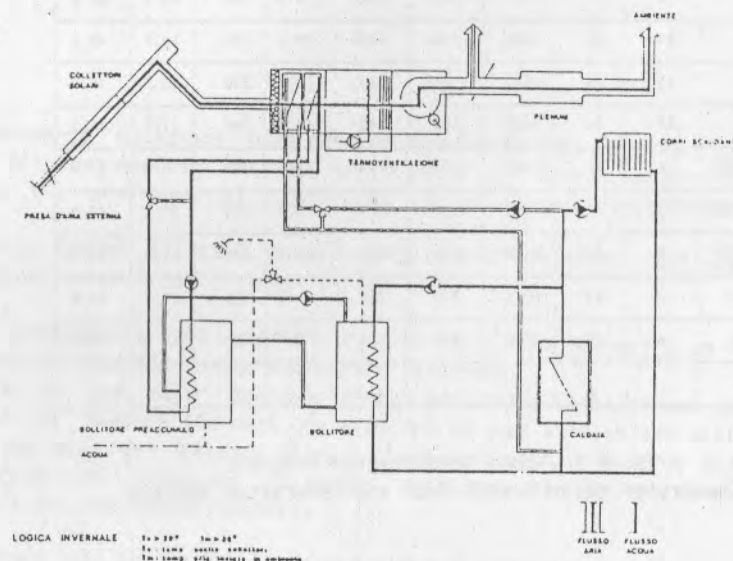 AMBIENTE
COLLETTORI
SOLARI
PLENUM
TERMOVENTILAZIONE
CORPI SCALDANTI
PRESA D'ARIA ESTERNA
BOLLITORE PREACCUMULO
BOLLITORE
CALDAIA
ACQUA
LOGICA INVERNALE
FLUSSO
ARIA
FLUSSO
ACQUA